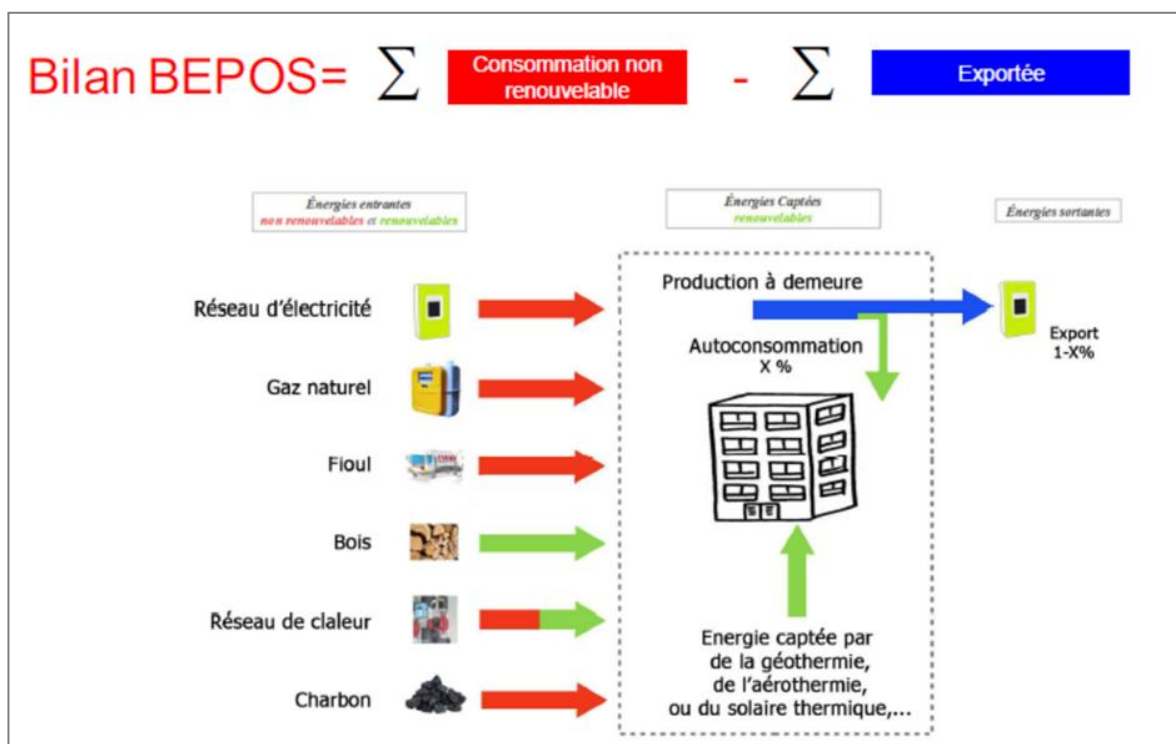 Bilan BEPOS= ∑ Consommation non
renouvelable - ∑ Exportée
Énergies entrantes
non renouvelables et renouvelables
Énergies Captées
renouvelables
Énergies sortantes
Réseau d'électricité
Gaz naturel
Fioul
Bois
Réseau de claleur
Charbon
Production à demeure
Autoconsommation
X %
Energie captée par
de la géothermie,
de l'aérothermie,
ou du solaire thermique,...
Export
1-X%